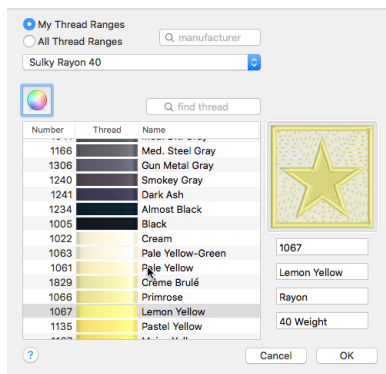 My Thread Ranges
All Thread Ranges
manufacturer
Sulky Rayon 40
find thread
Number Thread Name
1166 Med. Steel Gray
1306 Gun Metal Gray
1240 Smokey Gray
1241 Dark Ash
1234 Almost Black
1005 Black
1022 Cream
1063 Pale Yellow-Green
1061 Pale Yellow
1829 Crème Brulé
1066 Primrose
1067 Lemon Yellow
1135 Pastel Yellow
1067
Lemon Yellow
Rayon
40 Weight
?
Cancel OK